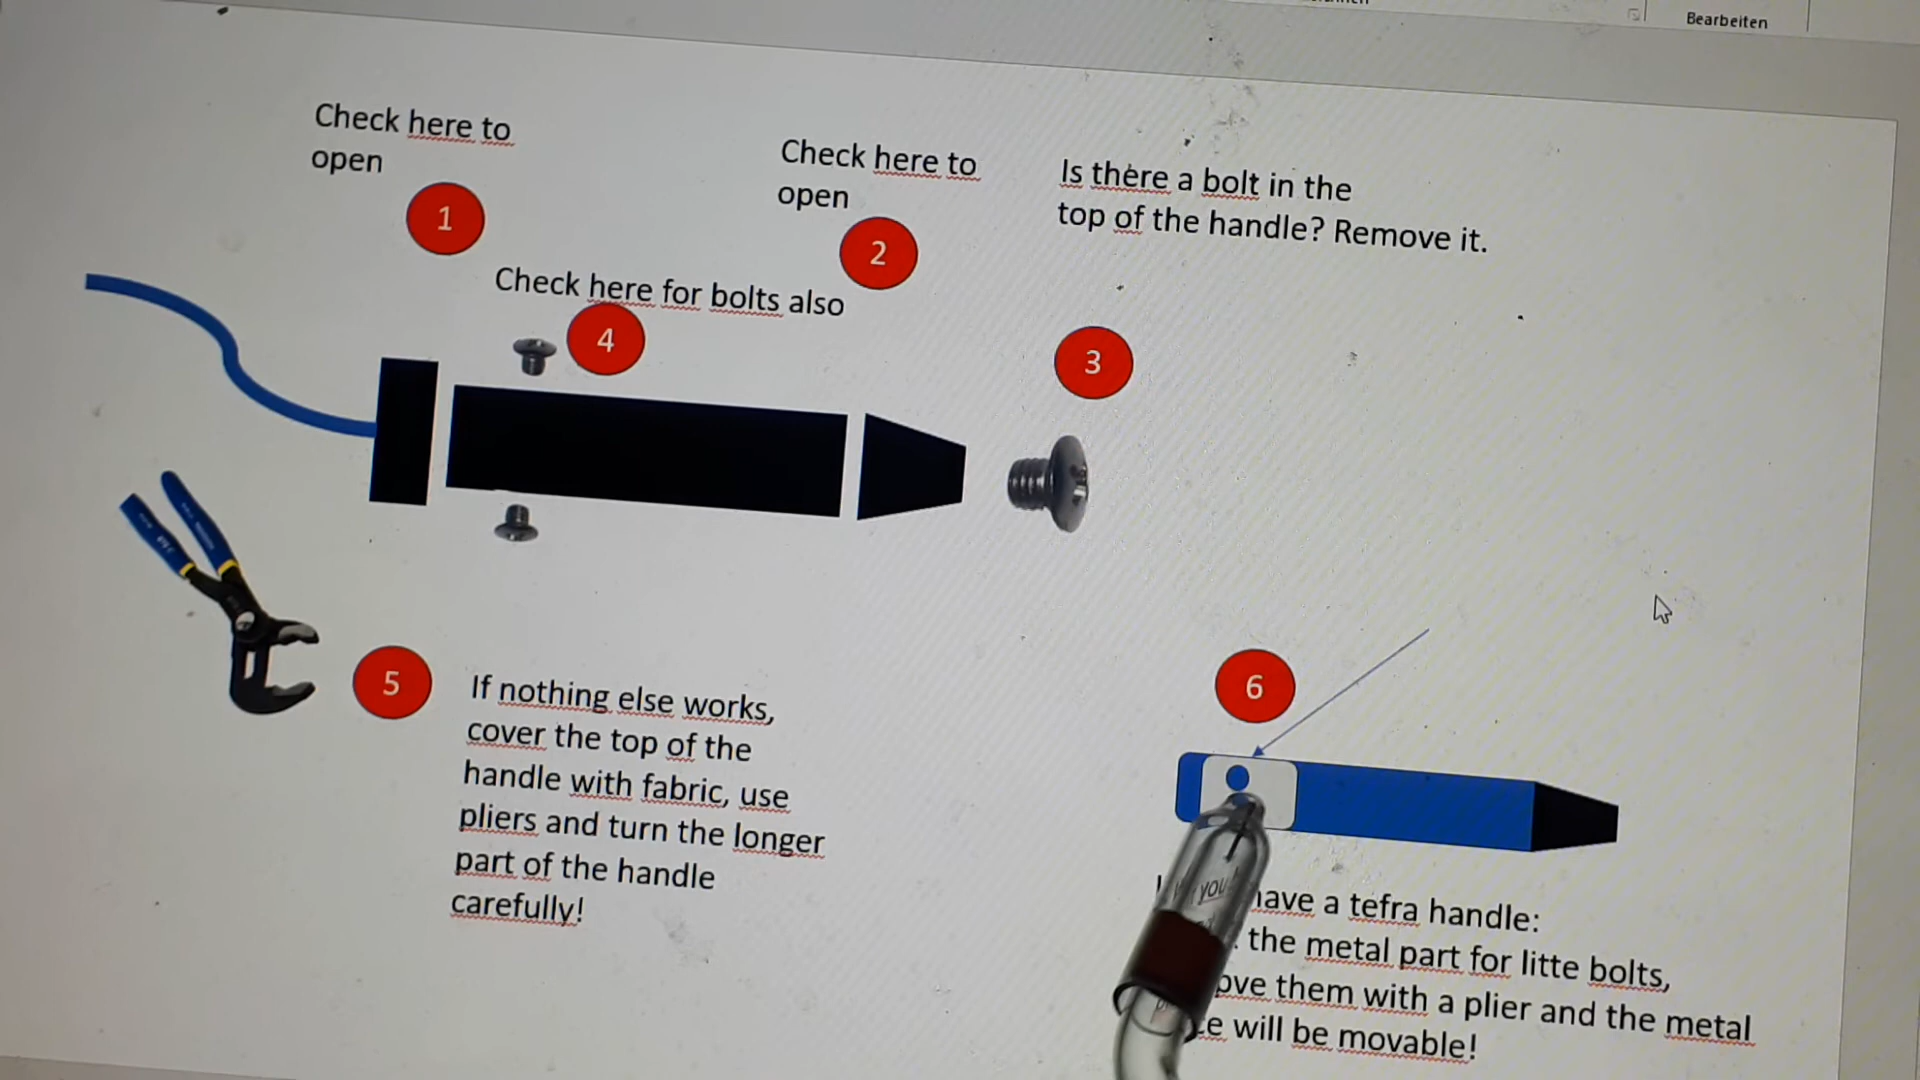 Bearbeiten
Check here to
open
1
Check here to
open
2
Is there a bolt in the
top of the handle? Remove it.
Check here for bolts also
4
3
5
If nothing else works,
cover the top of the
handle with fabric, use
pliers and turn the longer
part of the handle
carefully!
6
have a tefra handle:
the metal part for litte bolts,
ove them with a plier and the metal
ce will be movable!
you